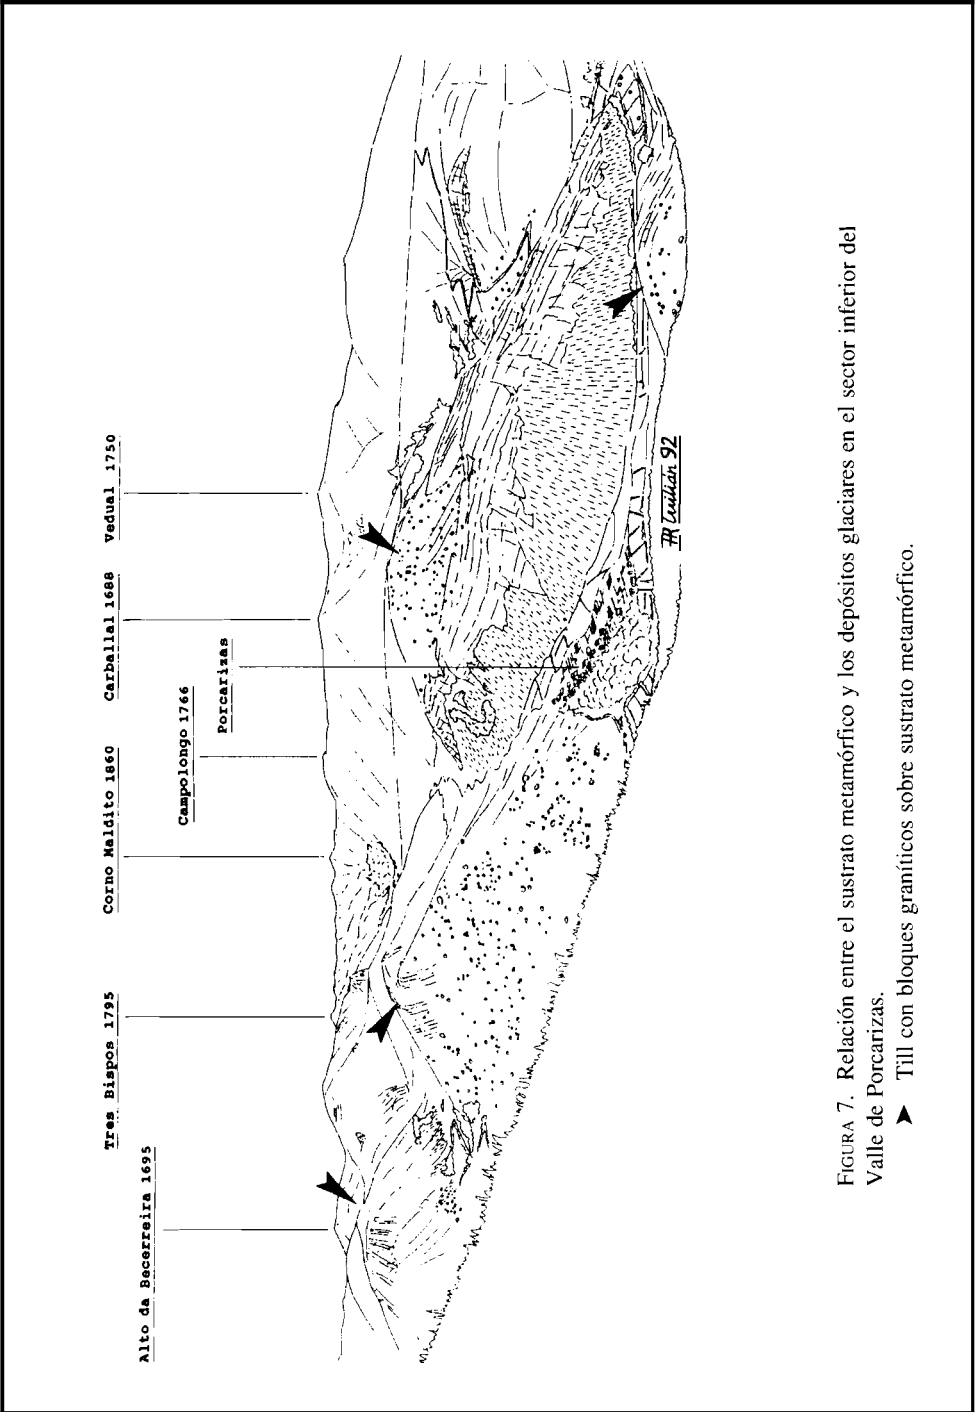 Alto da Becerreira 1695
Tres Bispos 1795
Corno Maldito 1860
Campolongo 1766
Porcarizas
Carballal 1688
Vedual 1750
92
FIGURA 7. Relación entre el sustrato metamórfico y los depósitos glaciares en el sector inferior del
Valle de Porcarizas.
➤ Till con bloques graníticos sobre sustrato metamórfico.